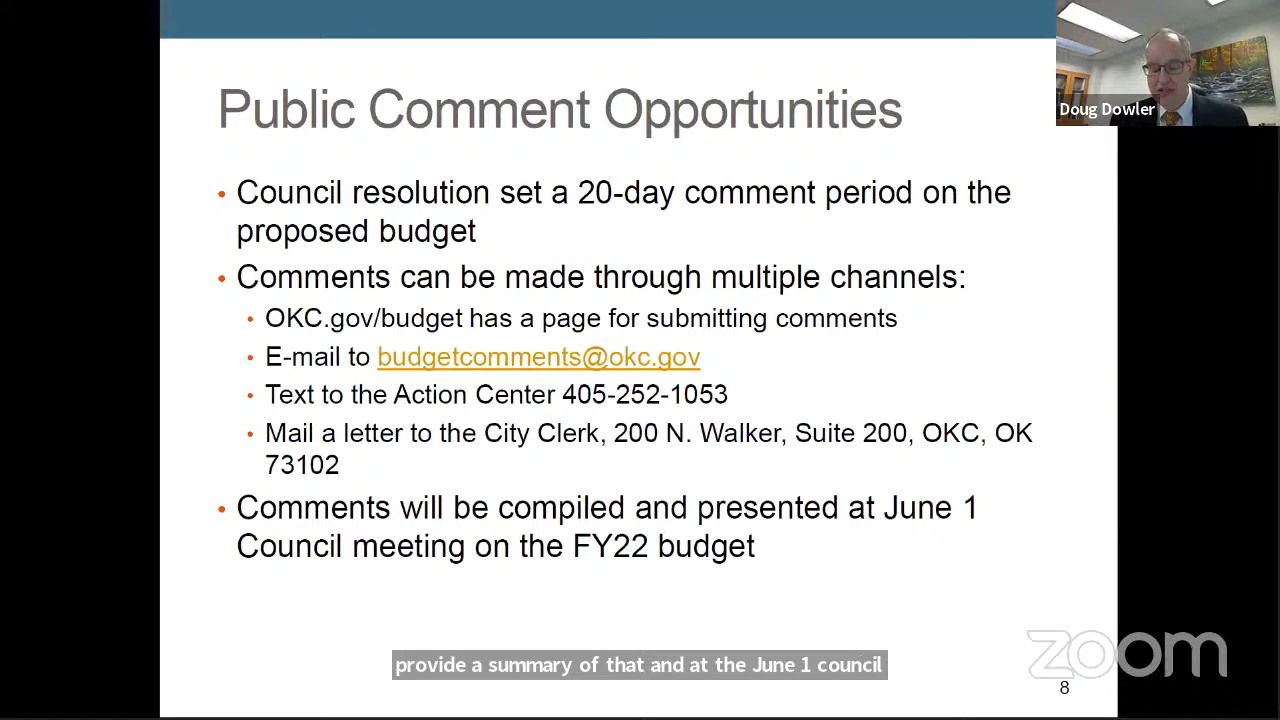 Public Comment Opportunities
Doug Dowler
• Council resolution set a 20-day comment period on the
proposed budget
• Comments can be made through multiple channels:
• OKC.gov/budget has a page for submitting comments
• E-mail to budgetcomments@okc.gov
• Text to the Action Center 405-252-1053
• Mail a letter to the City Clerk, 200 N. Walker, Suite 200, OKC, OK
73102
• Comments will be compiled and presented at June 1
Council meeting on the FY22 budget
provide a summary of that and at the June 1 council
zoom
8